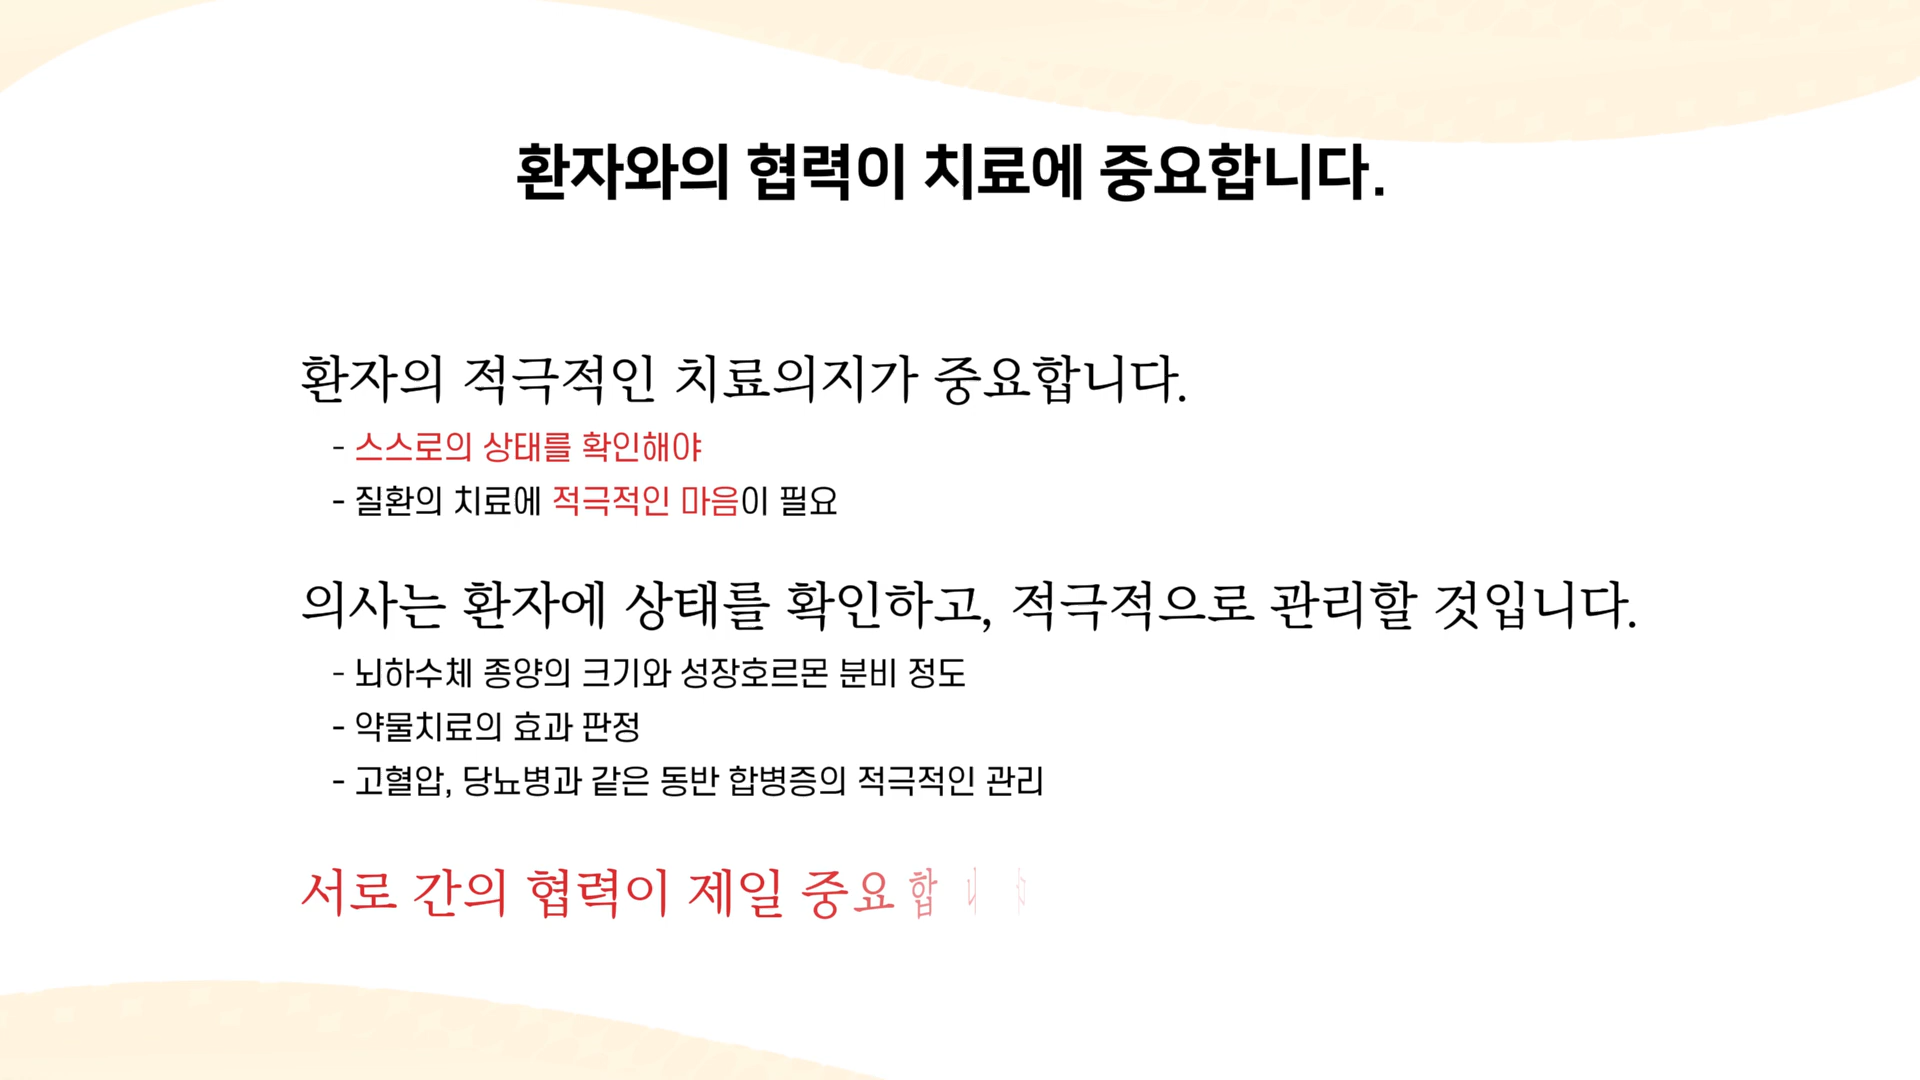 환자와의 협력이 치료에 중요합니다.
환자의 적극적인 치료의지가 중요합니다.
- 스스로의 상태를 확인해야
- 질환의 치료에 적극적인 마음이 필요
의사는 환자에 상태를 확인하고, 적극적으로 관리할 것입니다.
- 뇌하수체 종양의 크기와 성장호르몬 분비 정도
- 약물치료의 효과 판정
- 고혈압, 당뇨병과 같은 동반 합병증의 적극적인 관리
서로 간의 협력이 제일 중요합